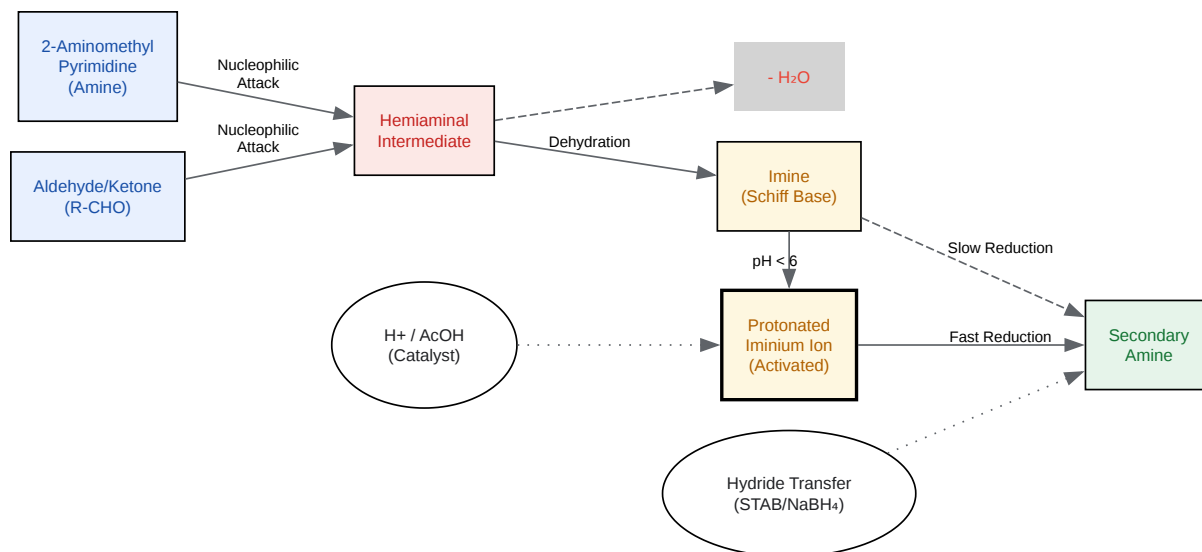 2-Aminomethyl
Pyrimidine
(Amine)
Nucleophilic
Attack
Aldehyde/Ketone
(R-CHO)
Nucleophilic
Attack
Hemiaminal
Intermediate
- H₂O
Dehydration
Imine
(Schiff Base)
pH < 6
Slow Reduction
H+ / AcOH
(Catalyst)
Protonated
Iminium Ion
(Activated)
Fast Reduction
Secondary
Amine
Hydride Transfer
(STAB/NaBH₄)